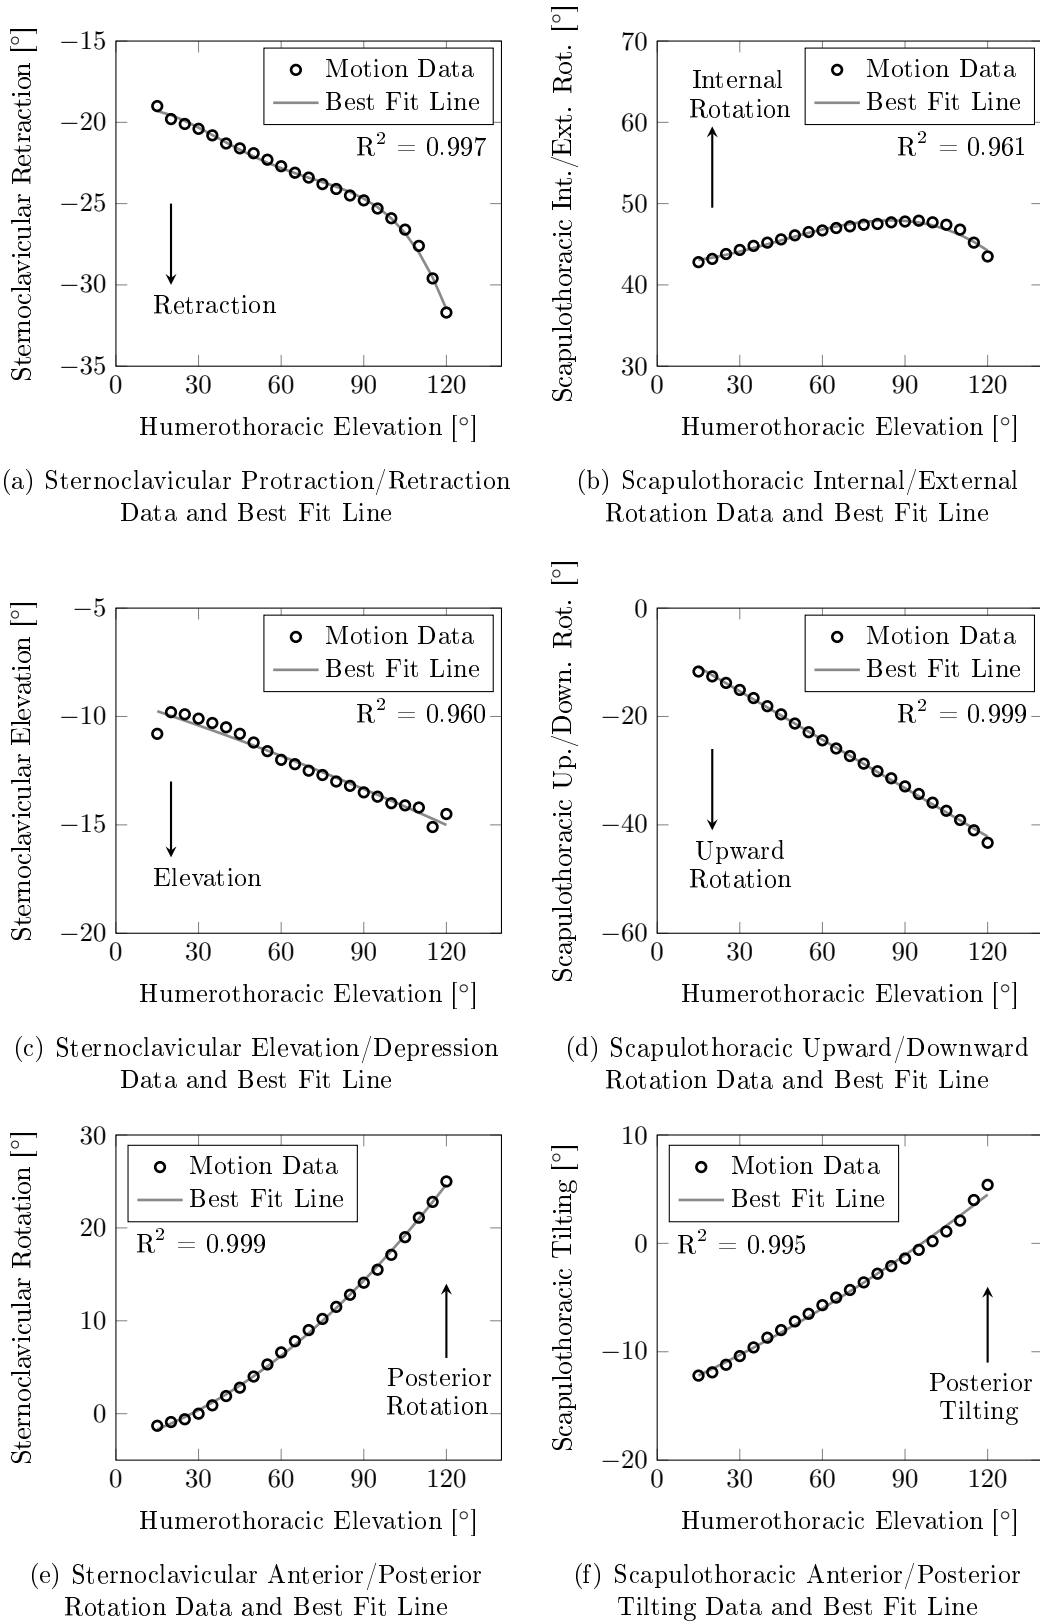 −15
−20
−25
−30
−35
0 30 60 90 120
Sternoclavicular Retraction [°]
Motion Data
Best Fit Line
R² = 0.997
Retraction
Humerothoracic Elevation [°]
(a) Sternoclavicular Protraction/Retraction
Data and Best Fit Line
70
60
50
40
30
0 30 60 90 120
Scapulothoracic Int./Ext. Rot. [°]
Internal
Rotation
Motion Data
Best Fit Line
R² = 0.961
Humerothoracic Elevation [°]
(b) Scapulothoracic Internal/External
Rotation Data and Best Fit Line
−5
−10
−15
−20
0 30 60 90 120
Sternoclavicular Elevation [°]
Motion Data
Best Fit Line
R² = 0.960
Elevation
Humerothoracic Elevation [°]
(c) Sternoclavicular Elevation/Depression
Data and Best Fit Line
0
−20
−40
−60
0 30 60 90 120
Scapulothoracic Up./Down. Rot. [°]
Motion Data
Best Fit Line
R² = 0.999
Upward
Rotation
Humerothoracic Elevation [°]
(d) Scapulothoracic Upward/Downward
Rotation Data and Best Fit Line
30
20
10
0
0 30 60 90 120
Sternoclavicular Rotation [°]
Motion Data
Best Fit Line
R² = 0.999
Posterior
Rotation
Humerothoracic Elevation [°]
(e) Sternoclavicular Anterior/Posterior
Rotation Data and Best Fit Line
10
0
−10
−20
0 30 60 90 120
Scapulothoracic Tilting [°]
Motion Data
Best Fit Line
R² = 0.995
Posterior
Tilting
Humerothoracic Elevation [°]
(f) Scapulothoracic Anterior/Posterior
Tilting Data and Best Fit Line